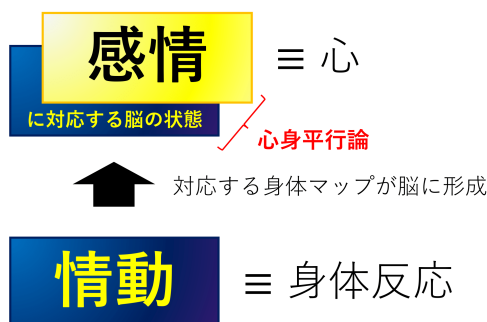 感情 ≡ 心
に対応する脳の状態
心身平行論
対応する身体マップが脳に形成
情動 ≡ 身体反応